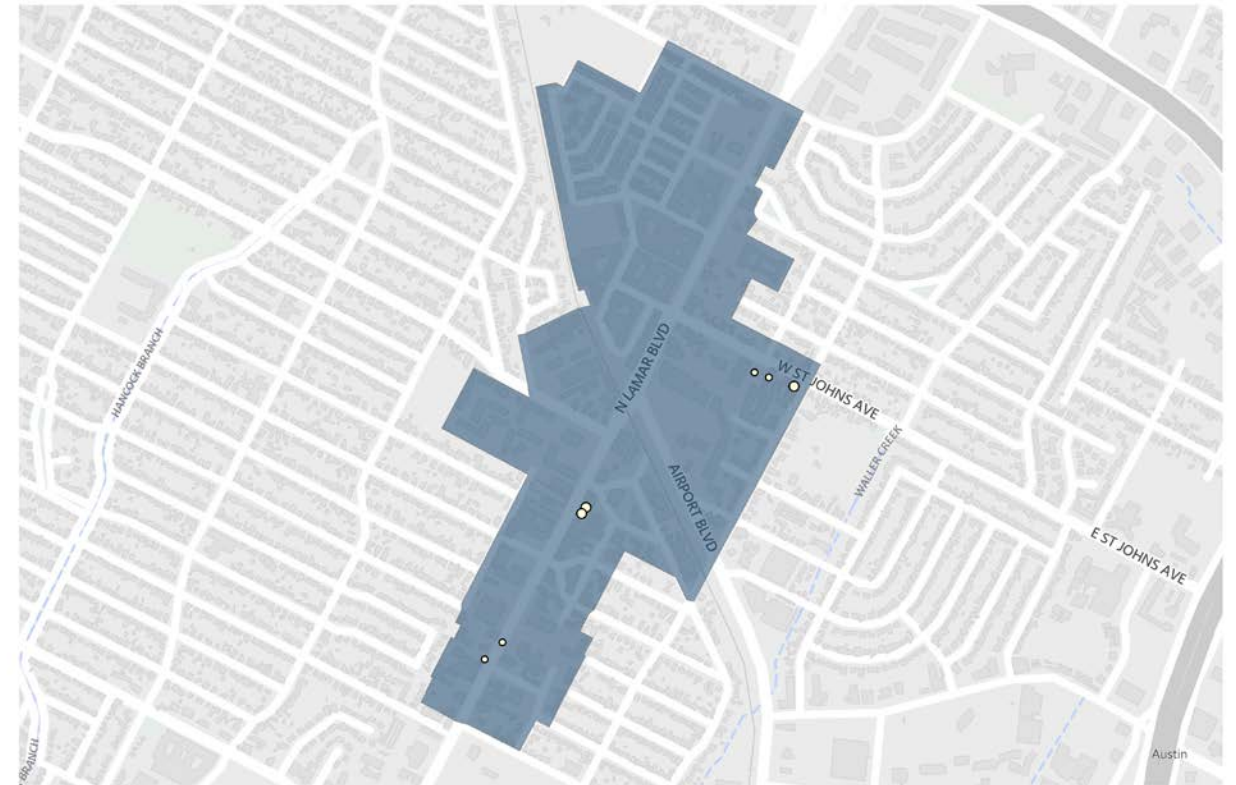 N LAMAR BLVD
HANCOCK BRANCH
W ST JOHNS AVE
WALLER CREEK
AIRPORT BLVD
E ST JOHNS AVE
BRANCH
Austin